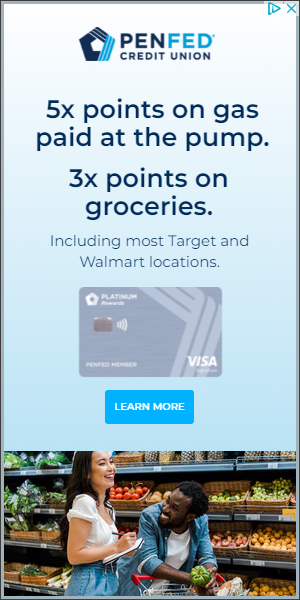 PENFED®
CREDIT UNION
5x points on gas
paid at the pump.
3x points on
groceries.
Including most Target and
Walmart locations.
PLATINUM
Rewards
PENFED MEMBER
VISA
LEARN MORE